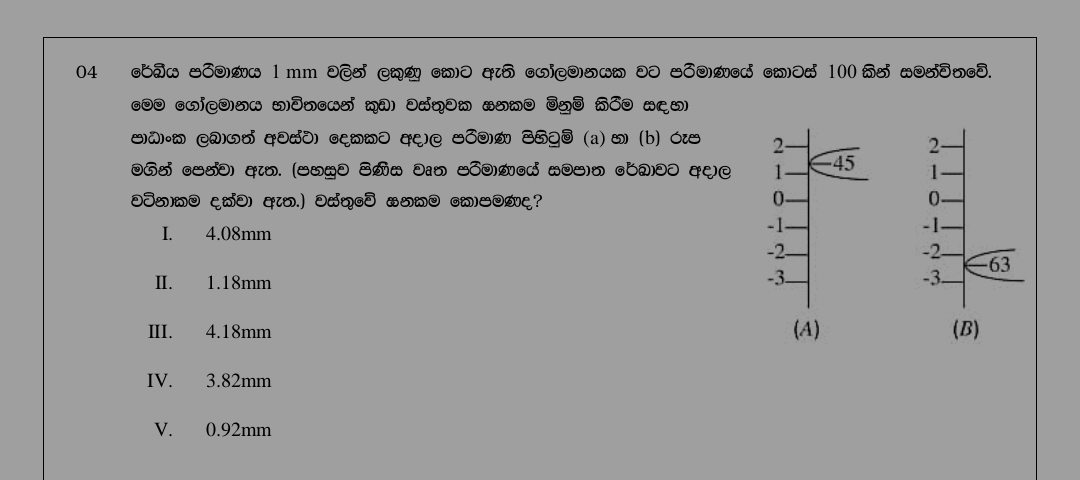 04 රේඛීය පරිමාණය 1 mm වලින් ලකුණු කොට ඇති ගෝලමානයක වට පරිමාණයේ කොටස් 100 කින් සමන්විතවේ.
මෙම ගෝලමානය භාවිතයෙන් කුඩා වස්තුවක ඝනකම මිනුම් කිරීම සඳහා
පාඨාංක ලබාගත් අවස්ථා දෙකකට අදාල පරිමාණ පිහිටුම් (a) හා (b) රූප
මගින් පෙන්වා ඇත. (පහසුව පිණිස වෘත පරිමාණයේ සමපාත රේඛාවට අදාල
වටිනාකම දක්වා ඇත.) වස්තුවේ ඝනකම කොපමණද?
I. 4.08mm
II. 1.18mm
III. 4.18mm
IV. 3.82mm
V. 0.92mm
2
1
0
-1
-2
-3
45
(A)
2
1
0
-1
-2
-3
63
(B)